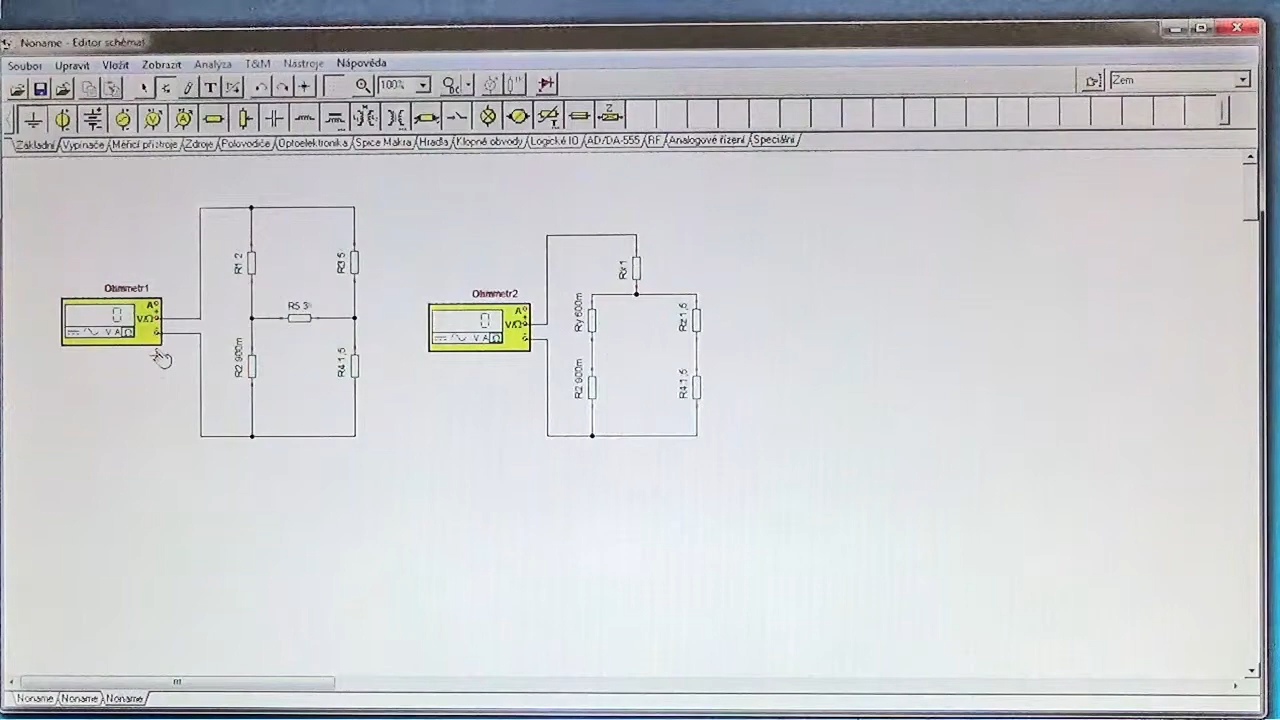 Noname - Editor schémat
Soubor Upravit Vložit Zobrazit Analýza T&M Nástroje Nápověda
T 100% Zem
Z
Základní Vypínače Měřicí přístroje Zdroje Polovodiče Optoelektronika Spice Makra Hradla Klopné obvody Logické IO AD/DA-555 RF Analogové řízení Speciální
Ohmmetr1
0
A
V/Ω
V A Ω
R1 2
R3 5
R5 3
R2 900m
R4 1,5
Ohmmetr2
0
A
V/Ω
V A Ω
Rx 1
Ry 600m
Rz 1,5
R2 900m
R4 1,5
Noname Noname Noname